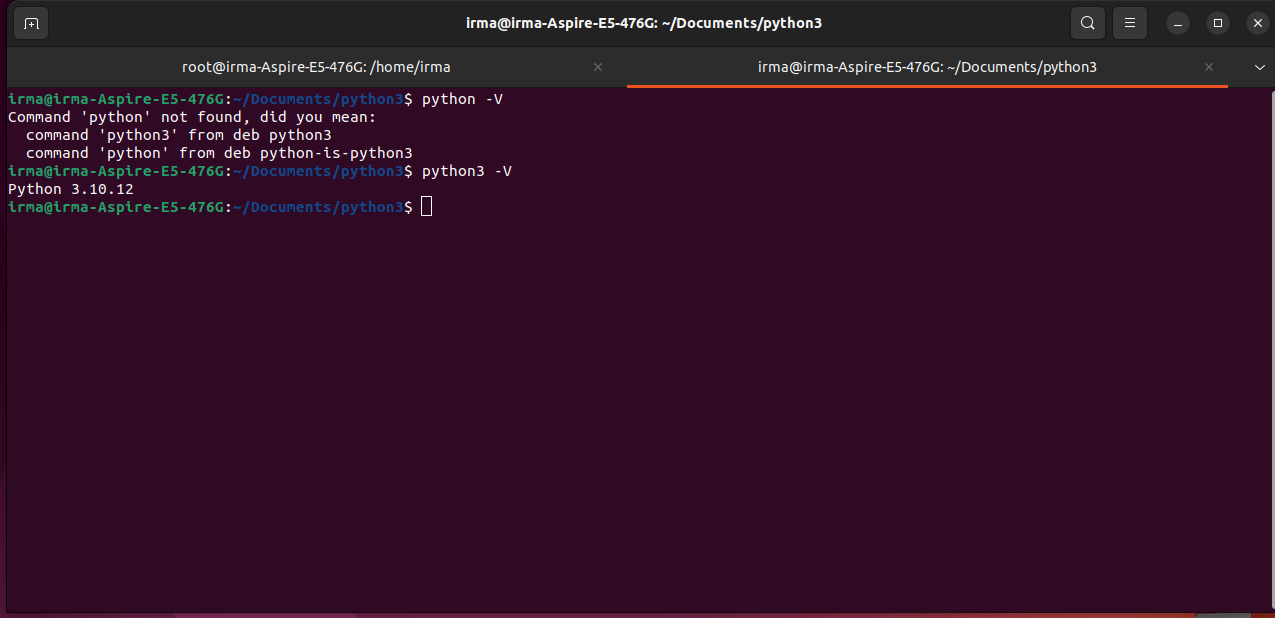 irma@irma-Aspire-E5-476G: ~/Documents/python3
root@irma-Aspire-E5-476G: /home/irma
irma@irma-Aspire-E5-476G: ~/Documents/python3
irma@irma-Aspire-E5-476G:~/Documents/python3$ python -V
Command 'python' not found, did you mean:
  command 'python3' from deb python3
  command 'python' from deb python-is-python3
irma@irma-Aspire-E5-476G:~/Documents/python3$ python3 -V
Python 3.10.12
irma@irma-Aspire-E5-476G:~/Documents/python3$